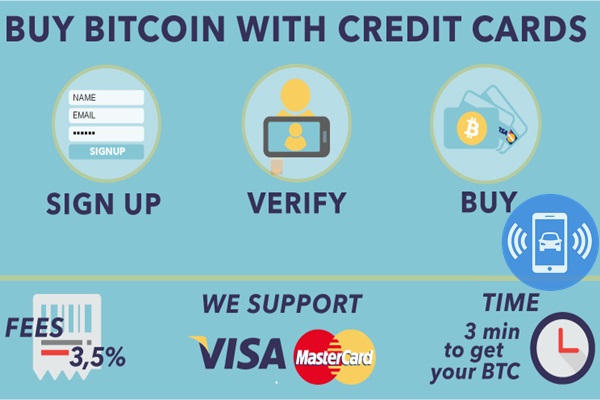 BUY BITCOIN WITH CREDIT CARDS
NAME
EMAIL
••••••
SIGNUP
SIGN UP
VERIFY
BUY
FEES
3,5%
WE SUPPORT
VISA
MasterCard
TIME
3 min
to get
your BTC